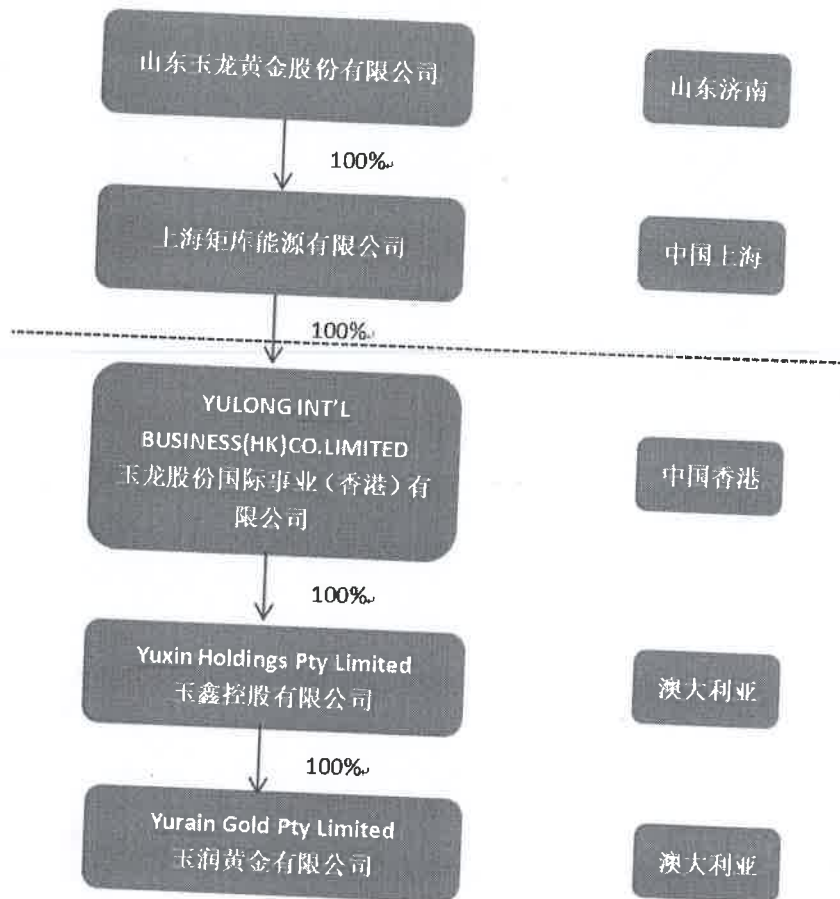 山东玉龙黄金股份有限公司
山东济南
100%
上海矩库能源有限公司
中国上海
100%
YULONG INT'L
BUSINESS(HK)CO.LIMITED
玉龙股份国际事业（香港）有
限公司
中国香港
100%
Yuxin Holdings Pty Limited
玉鑫控股有限公司
澳大利亚
100%
Yurain Gold Pty Limited
玉润黄金有限公司
澳大利亚